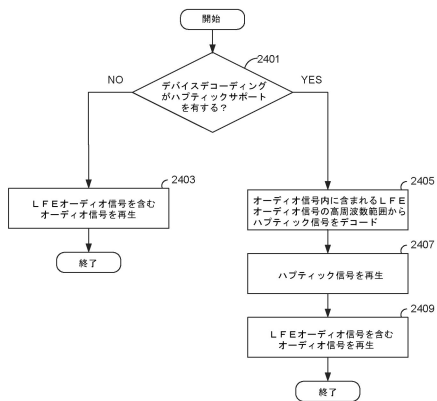 開始
2401
デバイスデコーディング
がハプティックサポート
を有する？
NO
YES
2403
ＬＦＥオーディオ信号を含む
オーディオ信号を再生
終了
2405
オーディオ信号内に含まれるＬＦＥ
オーディオ信号の高周波数範囲から
ハプティック信号をデコード
2407
ハプティック信号を再生
2409
ＬＦＥオーディオ信号を含む
オーディオ信号を再生
終了